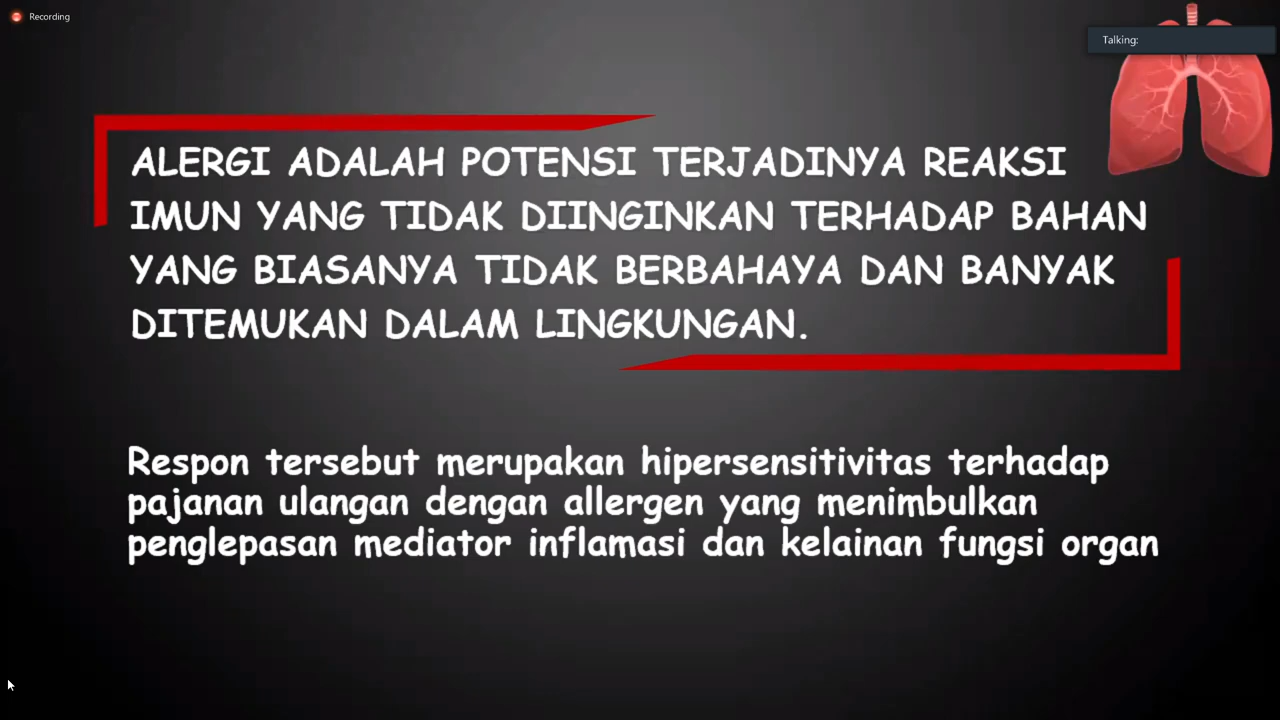 Recording
Talking:
ALERGI ADALAH POTENSI TERJADINYA REAKSI
IMUN YANG TIDAK DIINGINKAN TERHADAP BAHAN
YANG BIASANYA TIDAK BERBAHAYA DAN BANYAK
DITEMUKAN DALAM LINGKUNGAN.
Respon tersebut merupakan hipersensitivitas terhadap
pajanan ulangan dengan allergen yang menimbulkan
penglepasan mediator inflamasi dan kelainan fungsi organ